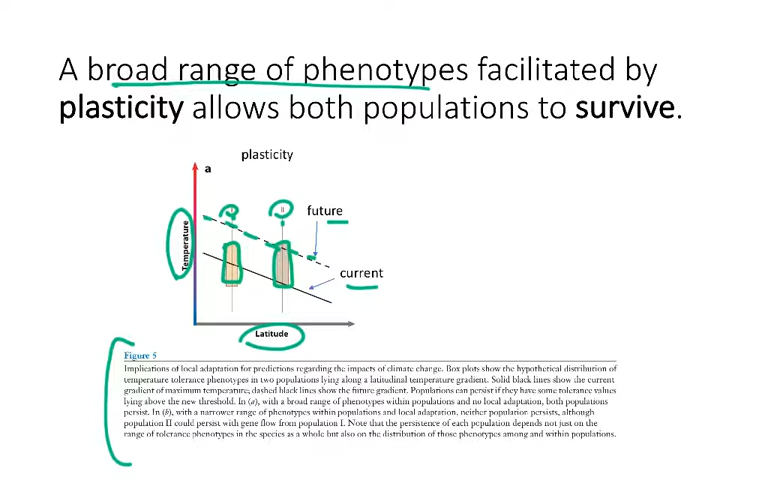 A broad range of phenotypes facilitated by
plasticity allows both populations to survive.
plasticity
a
future
Temperature
current
Latitude
Figure 5
Implications of local adaptation for predictions regarding the impacts of climate change. Box plots show the hypothetical distribution of
temperature tolerance phenotypes in two populations lying along a latitudinal temperature gradient. Solid black lines show the current
gradient of maximum temperature; dashed black lines show the future gradient. Populations can persist if they have some tolerance values
lying above the new threshold. In (a), with a broad range of phenotypes within populations and no local adaptation, both populations
persist. In (b), with a narrower range of phenotypes within populations and local adaptation, neither population persists, although
population II could persist with gene flow from population I. Note that the persistence of each population depends not just on the
range of tolerance phenotypes in the species as a whole but also on the distribution of those phenotypes among and within populations.